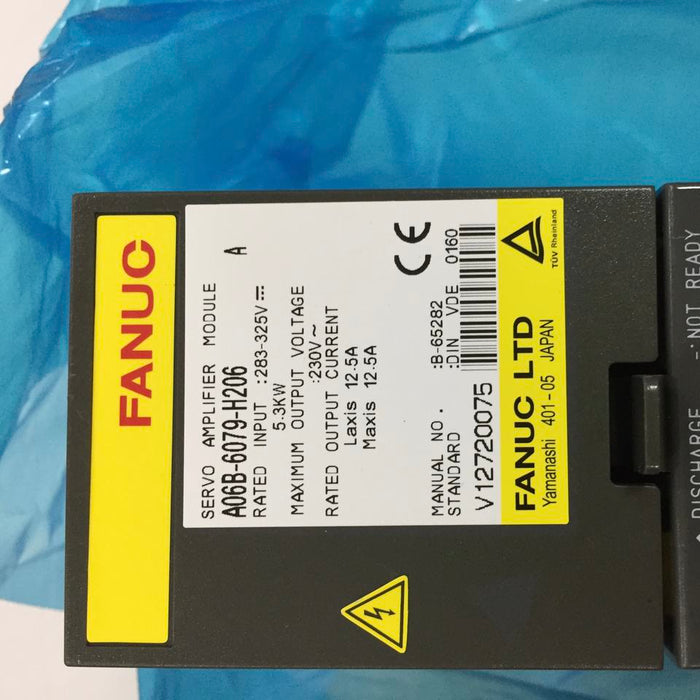 FANUC
SERVO AMPLIFIER MODULE
A06B-6079-H206 A
RATED INPUT :283-325V⎓
5.3KW
MAXIMUM OUTPUT VOLTAGE
:230V~
RATED OUTPUT CURRENT
Laxis 12.5A
Maxis 12.5A
MANUAL NO. :B-65282
STANDARD :DIN VDE 0160
V12720075
CE
FANUC LTD
Yamanashi 401-05 JAPAN
TÜV Rheinland
DISCHARGE -:NOT READY